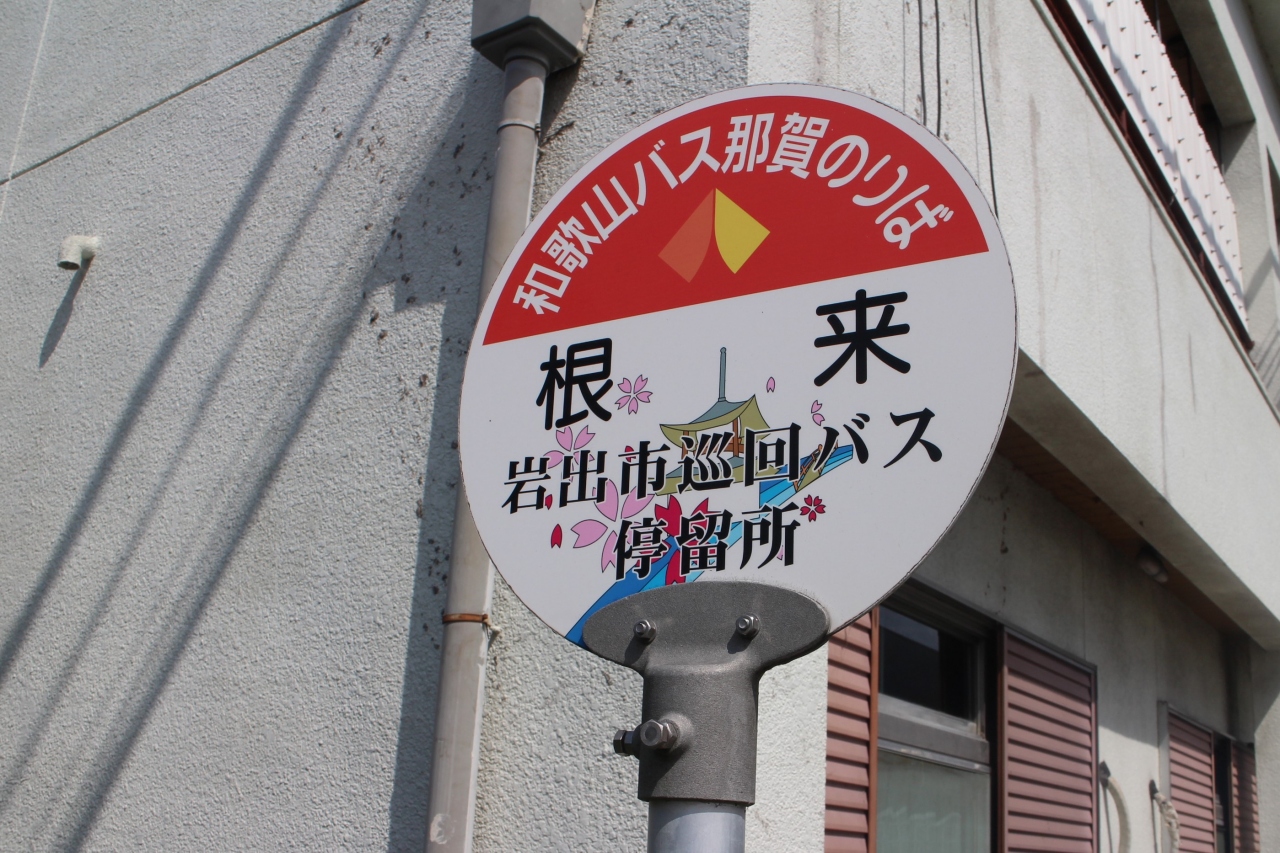 和歌山バス那賀のりば
根来
岩出市巡回バス
停留所